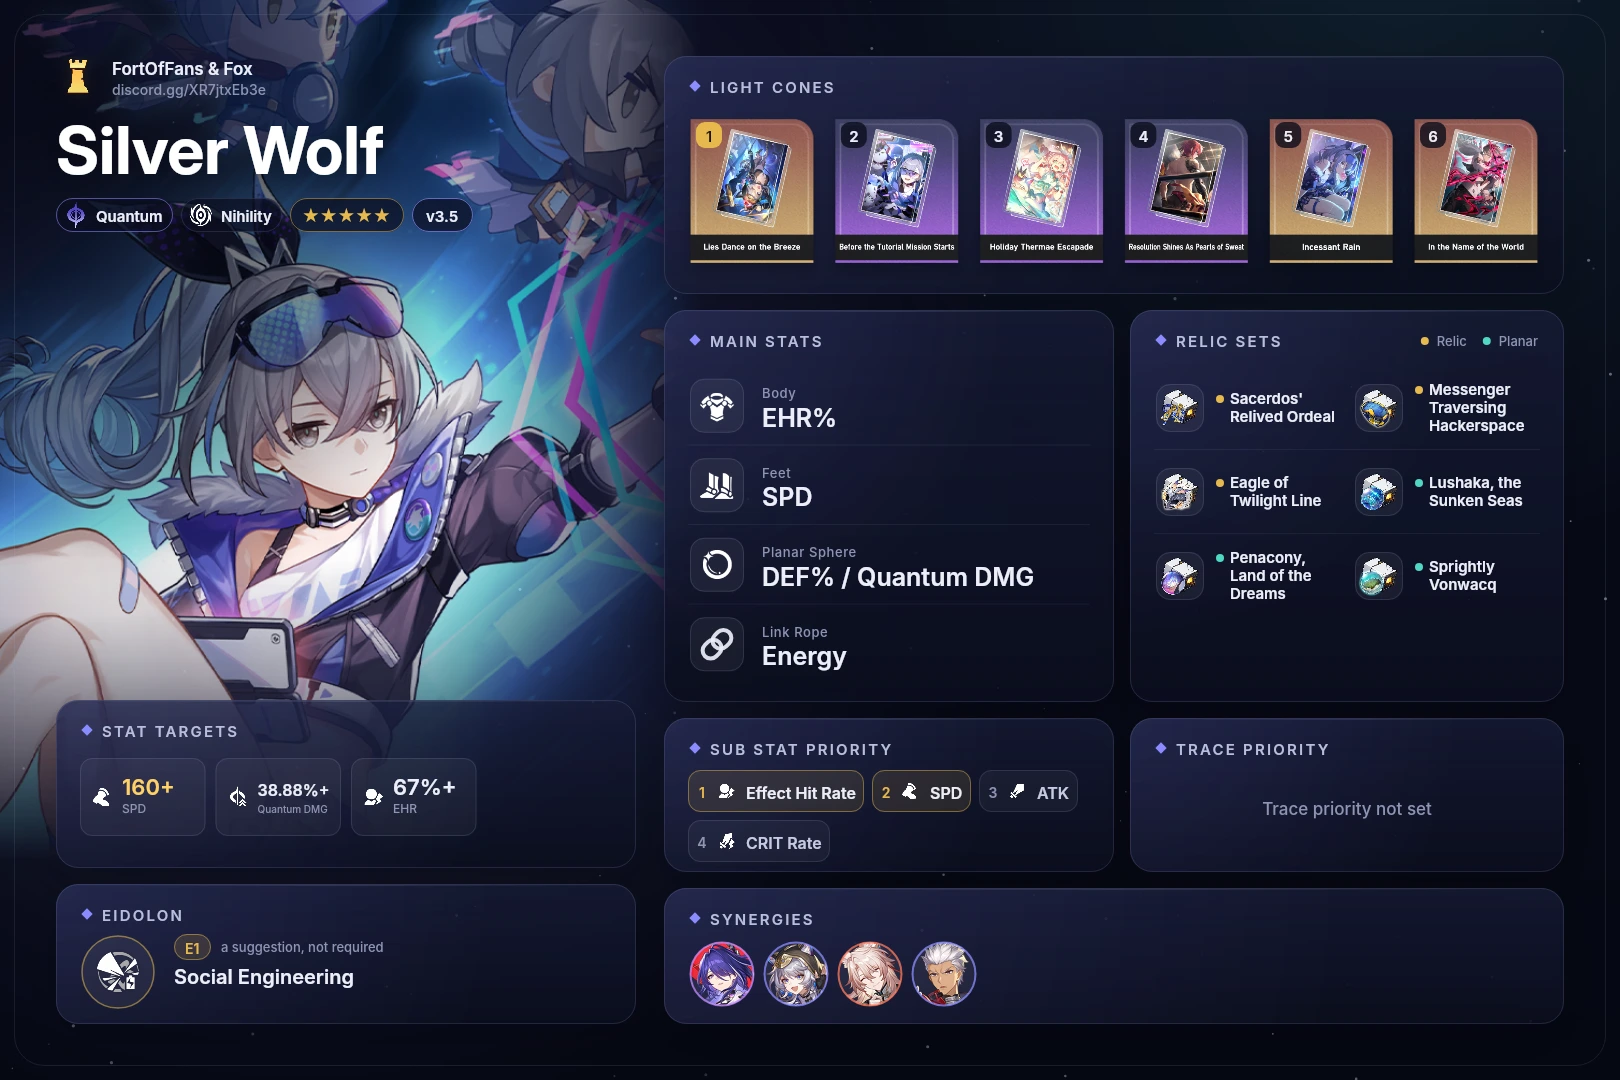 FortOfFans & Fox
discord.gg/XR7jtxEb3e
Silver Wolf
Quantum
Nihility
★★★★★
v3.5
LIGHT CONES
1
2
3
4
5
6
Lies Dance on the Breeze
Before the Tutorial Mission Starts
Holiday Thermae Escapade
Resolution Shines As Pearls of Sweat
Incessant Rain
In the Name of the World
MAIN STATS
Body
EHR%
Feet
SPD
Planar Sphere
DEF% / Quantum DMG
Link Rope
Energy
RELIC SETS
Relic
Planar
Sacerdos'
Relived Ordeal
Messenger
Traversing
Hackerspace
Eagle of
Twilight Line
Lushaka, the
Sunken Seas
Penacony,
Land of the
Dreams
Sprightly
Vonwacq
STAT TARGETS
160+
SPD
38.88%+
Quantum DMG
67%+
EHR
SUB STAT PRIORITY
1 Effect Hit Rate
2 SPD
3 ATK
4 CRIT Rate
TRACE PRIORITY
Trace priority not set
EIDOLON
E1 a suggestion, not required
Social Engineering
SYNERGIES